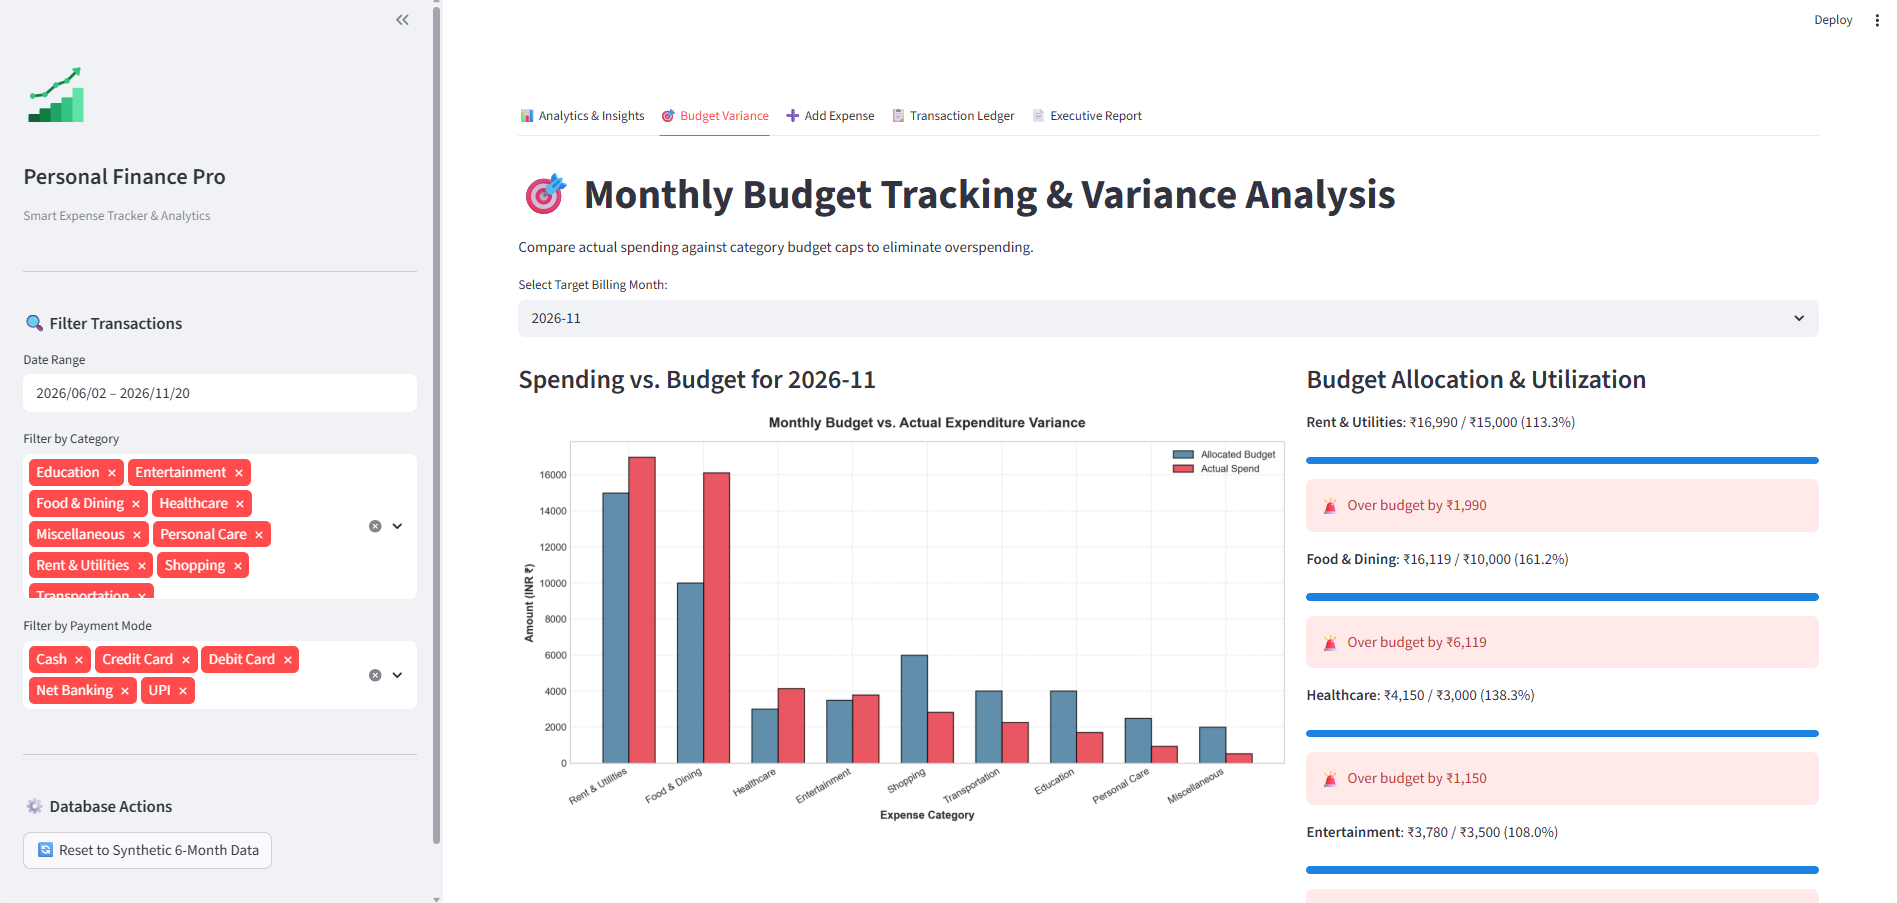 Deploy
Personal Finance Pro
Smart Expense Tracker & Analytics
Filter Transactions
Date Range
2026/06/02 – 2026/11/20
Filter by Category
Education × Entertainment ×
Food & Dining × Healthcare ×
Miscellaneous × Personal Care ×
Rent & Utilities × Shopping ×
Transportation ×
Filter by Payment Mode
Cash × Credit Card × Debit Card ×
Net Banking × UPI ×
Database Actions
Reset to Synthetic 6-Month Data
Analytics & Insights Budget Variance Add Expense Transaction Ledger Executive Report
Monthly Budget Tracking & Variance Analysis
Compare actual spending against category budget caps to eliminate overspending.
Select Target Billing Month:
2026-11
Spending vs. Budget for 2026-11
Monthly Budget vs. Actual Expenditure Variance
Allocated Budget
Actual Spend
16000
14000
12000
10000
8000
6000
4000
2000
0
Amount (INR ₹)
Rent & Utilities
Food & Dining
Healthcare
Entertainment
Shopping
Transportation
Education
Personal Care
Miscellaneous
Expense Category
Budget Allocation & Utilization
Rent & Utilities: ₹16,990 / ₹15,000 (113.3%)
Over budget by ₹1,990
Food & Dining: ₹16,119 / ₹10,000 (161.2%)
Over budget by ₹6,119
Healthcare: ₹4,150 / ₹3,000 (138.3%)
Over budget by ₹1,150
Entertainment: ₹3,780 / ₹3,500 (108.0%)